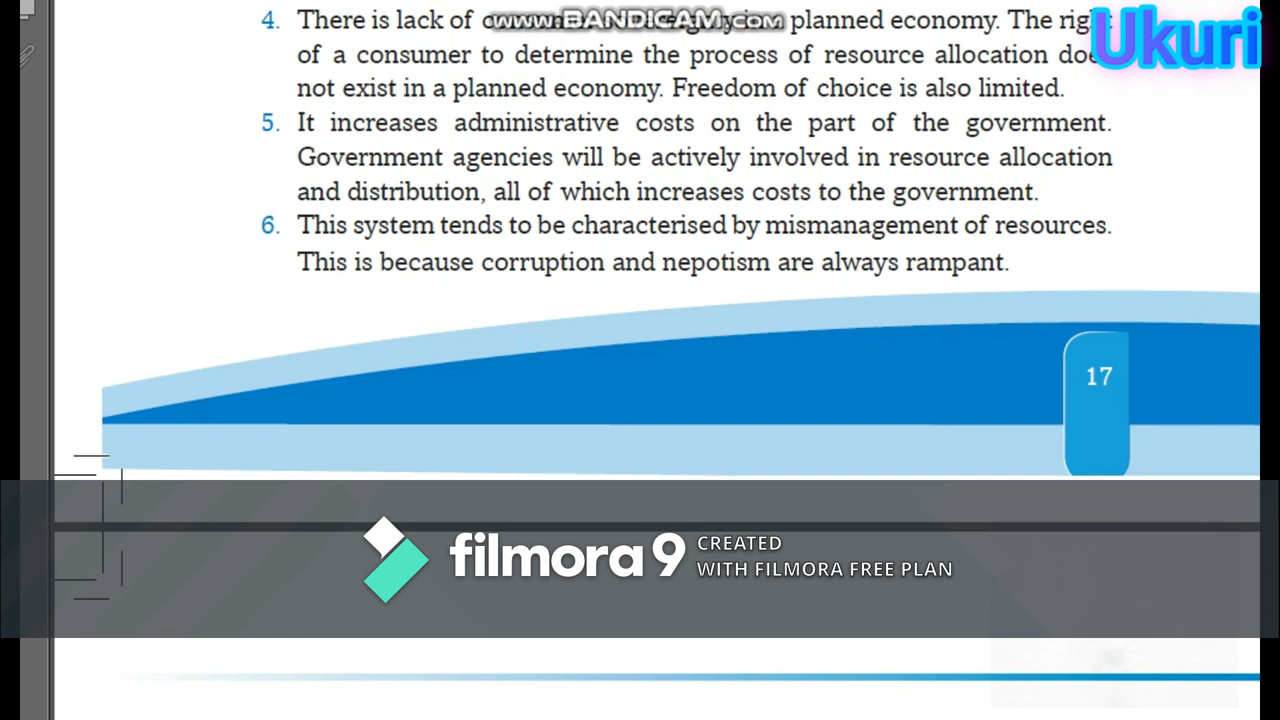 www.BANDICAM.com
Ukuri
4. There is lack of planned economy. The right
of a consumer to determine the process of resource allocation does
not exist in a planned economy. Freedom of choice is also limited.
5. It increases administrative costs on the part of the government.
Government agencies will be actively involved in resource allocation
and distribution, all of which increases costs to the government.
6. This system tends to be characterised by mismanagement of resources.
This is because corruption and nepotism are always rampant.
17
filmora 9 CREATED
WITH FILMORA FREE PLAN